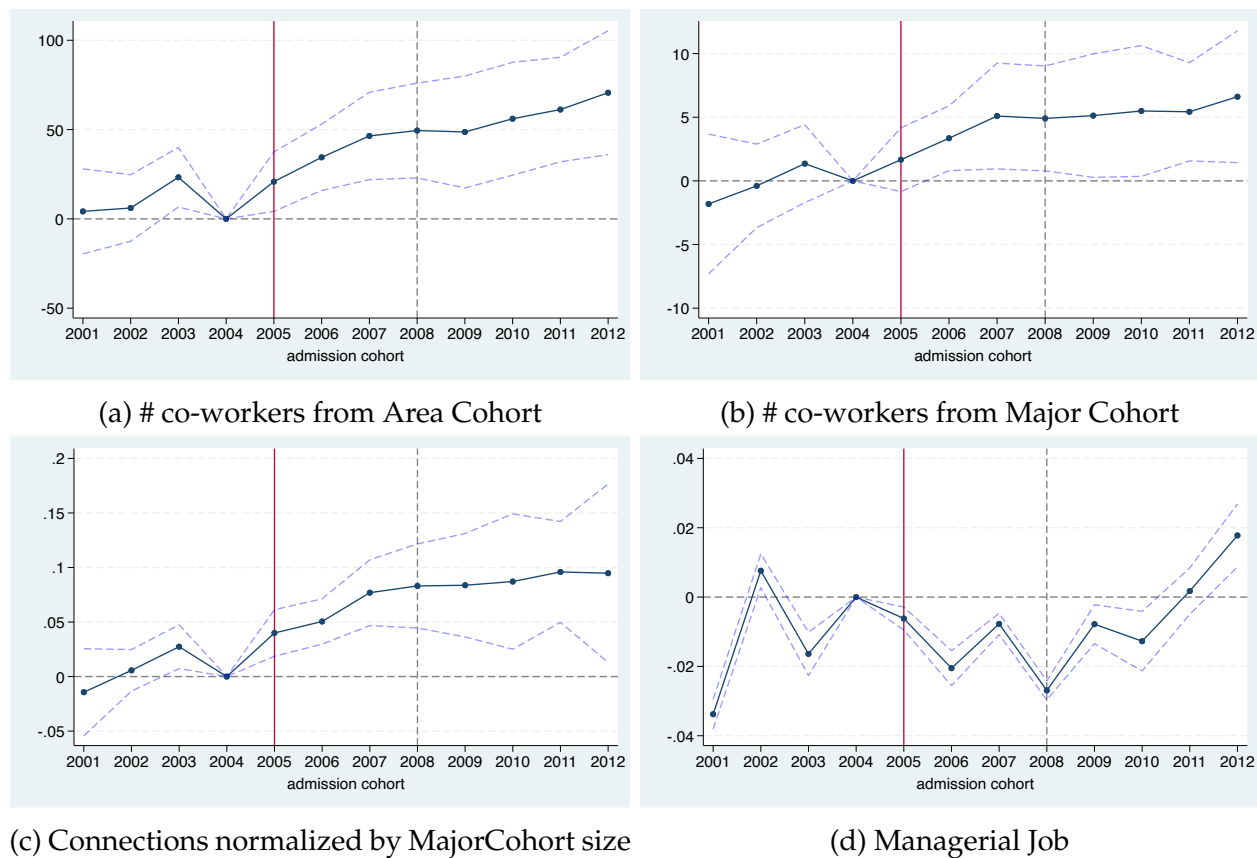 100
50
0
-50
2001 2002 2003 2004 2005 2006 2007 2008 2009 2010 2011 2012
admission cohort
(a) # co-workers from Area Cohort
10
5
0
-5
-10
2001 2002 2003 2004 2005 2006 2007 2008 2009 2010 2011 2012
admission cohort
(b) # co-workers from Major Cohort
.2
.15
.1
.05
0
-.05
2001 2002 2003 2004 2005 2006 2007 2008 2009 2010 2011 2012
admission cohort
(c) Connections normalized by MajorCohort size
.04
.02
0
-.02
-.04
2001 2002 2003 2004 2005 2006 2007 2008 2009 2010 2011 2012
admission cohort
(d) Managerial Job